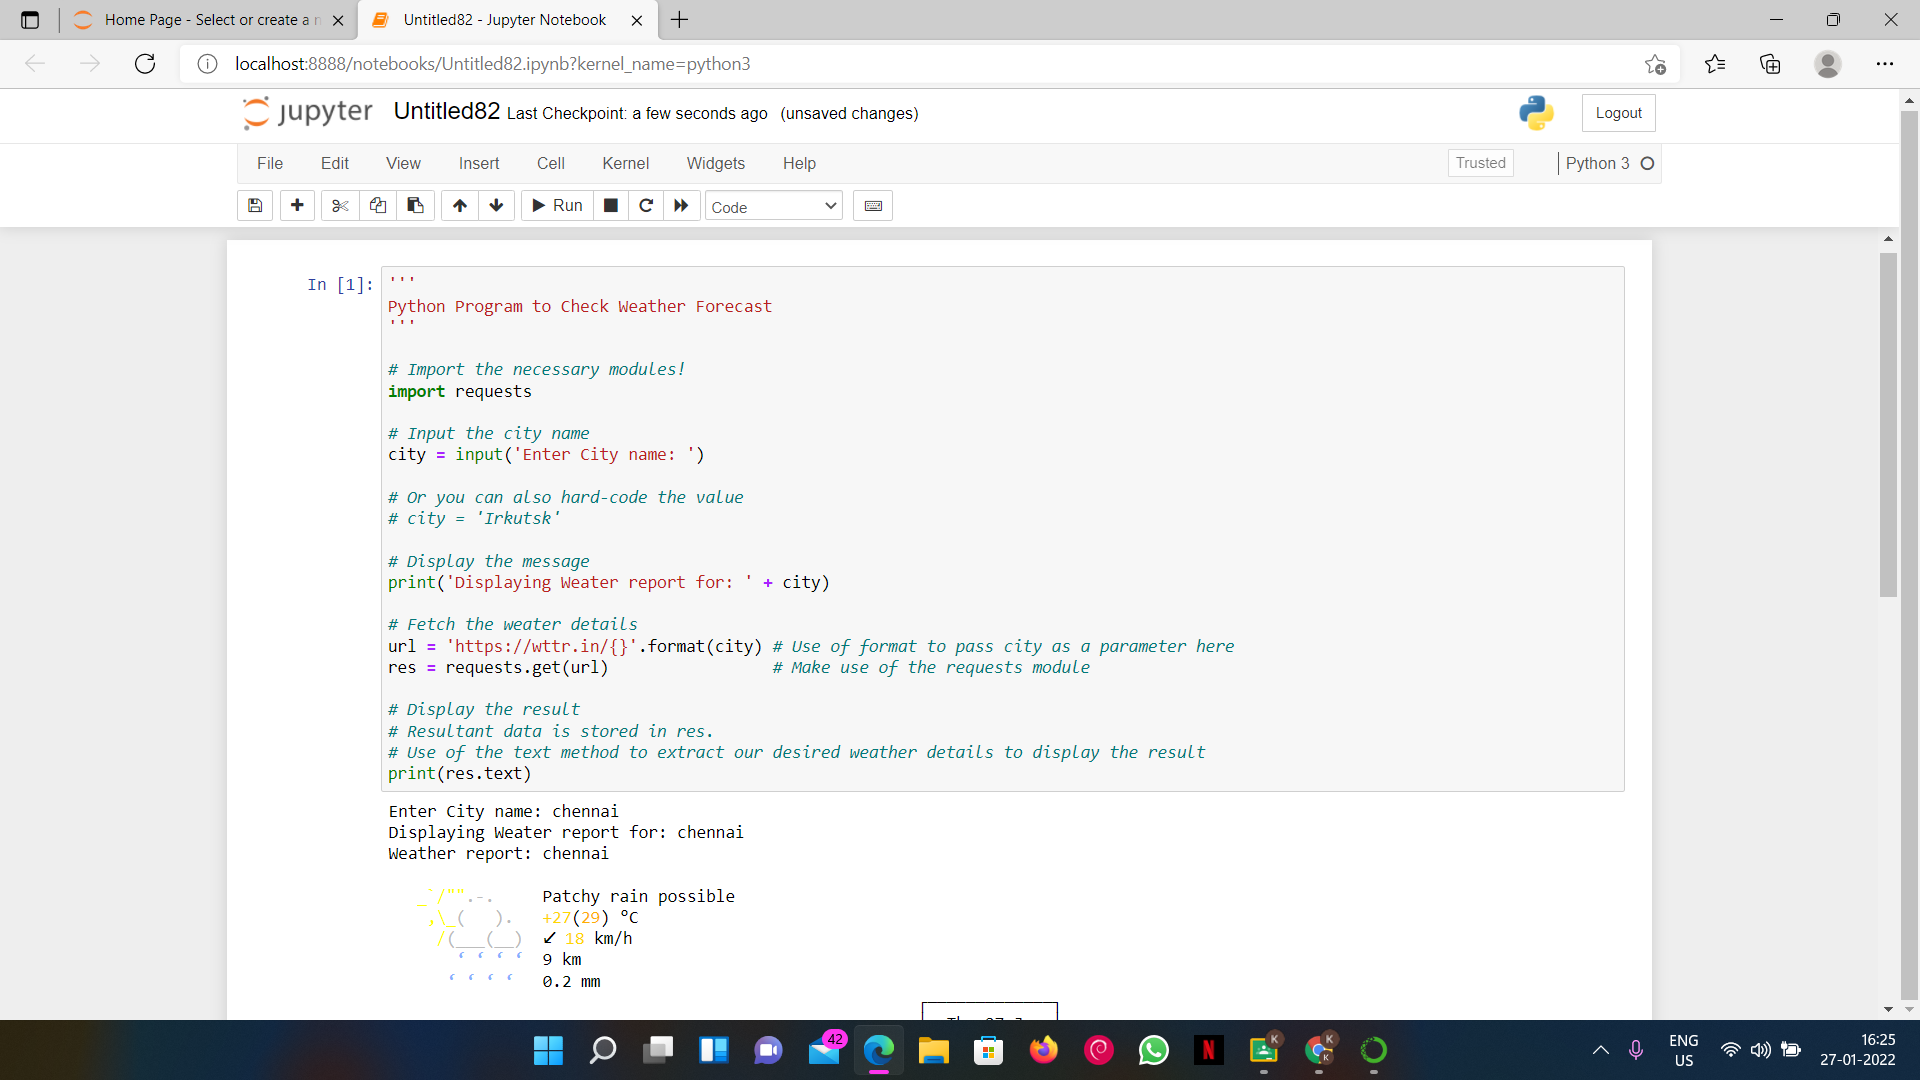 Home Page - Select or create a n
Untitled82 - Jupyter Notebook
localhost:8888/notebooks/Untitled82.ipynb?kernel_name=python3
jupyter
Untitled82 Last Checkpoint: a few seconds ago (unsaved changes)
Logout
File Edit View Insert Cell Kernel Widgets Help
Trusted
Python 3
Run
Code
In [1]:
'''
Python Program to Check Weather Forecast
'''
# Import the necessary modules!
import requests
# Input the city name
city = input('Enter City name: ')
# Or you can also hard-code the value
# city = 'Irkutsk'
# Display the message
print('Displaying Weater report for: ' + city)
# Fetch the weater details
url = 'https://wttr.in/{}'.format(city) # Use of format to pass city as a parameter here
res = requests.get(url) # Make use of the requests module
# Display the result
# Resultant data is stored in res.
# Use of the text method to extract our desired weather details to display the result
print(res.text)
Enter City name: chennai
Displaying Weater report for: chennai
Weather report: chennai
Patchy rain possible
+27(29) °C
↙ 18 km/h
9 km
0.2 mm
42
N
K
K
K
ENG
US
16:25
27-01-2022